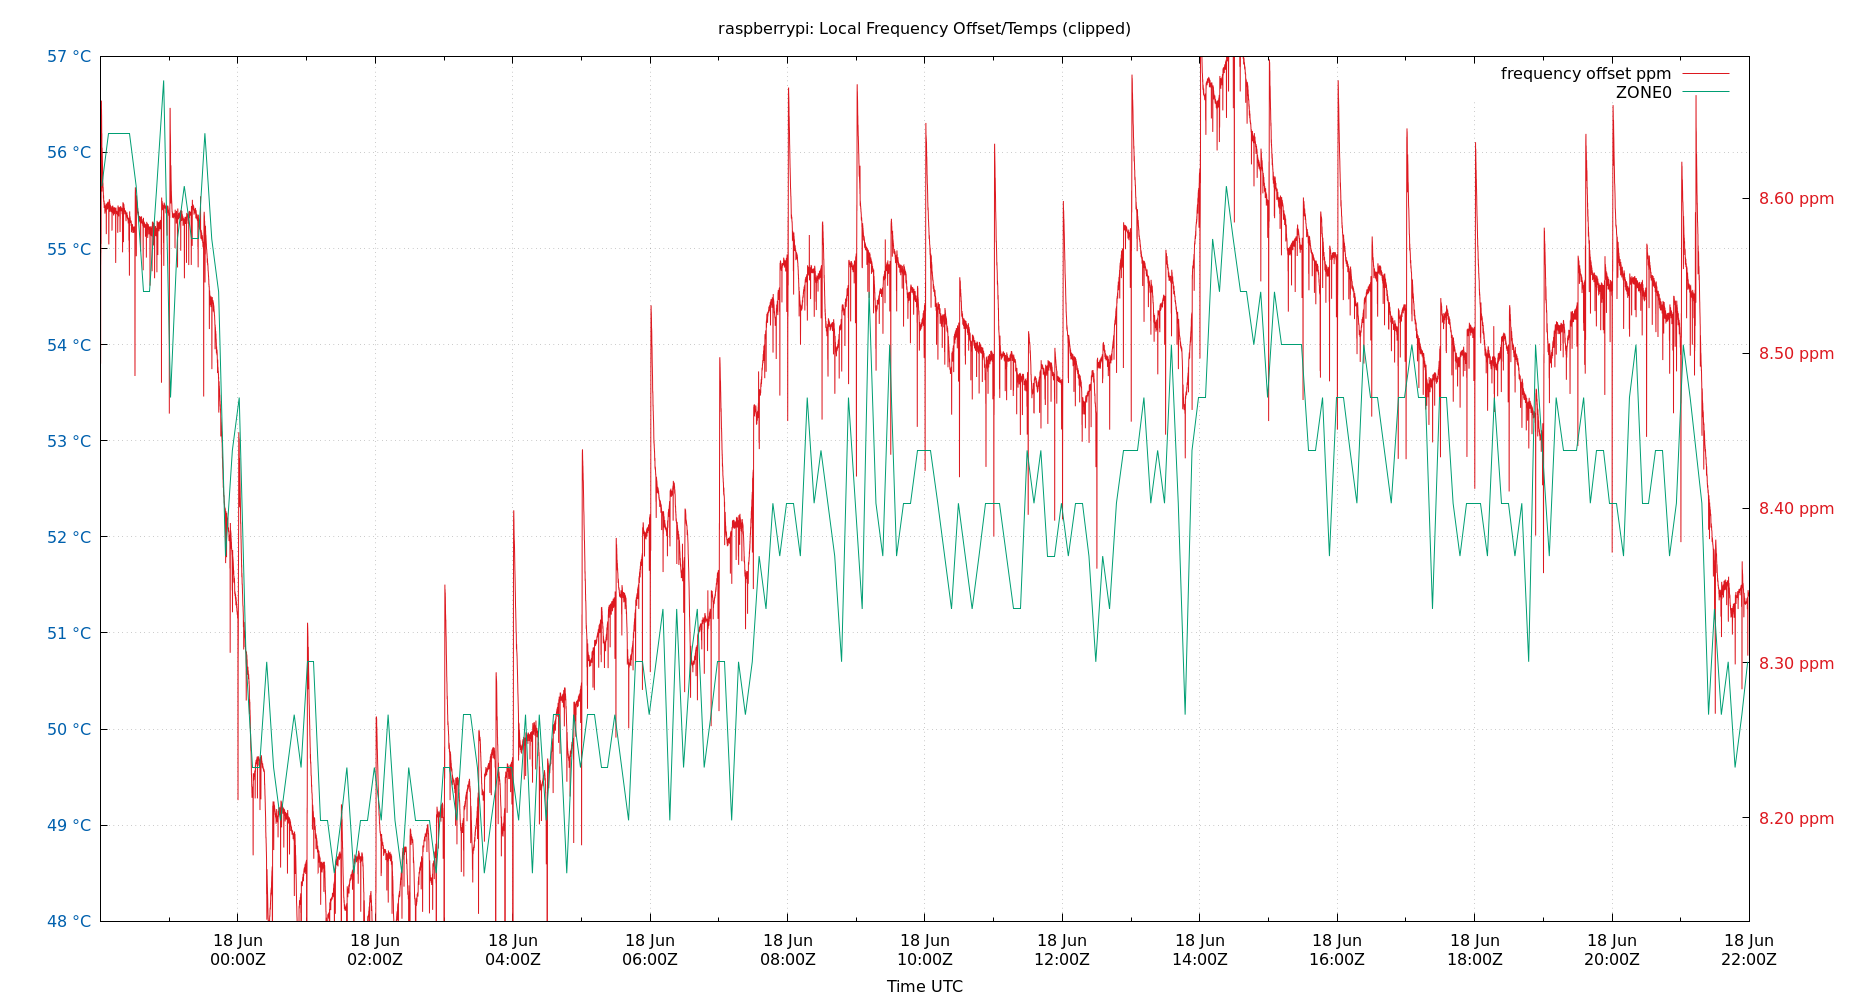 raspberrypi: Local Frequency Offset/Temps (clipped)
frequency offset ppm
ZONE0
57 °C
56 °C
55 °C
54 °C
53 °C
52 °C
51 °C
50 °C
49 °C
48 °C
8.60 ppm
8.50 ppm
8.40 ppm
8.30 ppm
8.20 ppm
18 Jun
00:00Z
18 Jun
02:00Z
18 Jun
04:00Z
18 Jun
06:00Z
18 Jun
08:00Z
18 Jun
10:00Z
18 Jun
12:00Z
18 Jun
14:00Z
18 Jun
16:00Z
18 Jun
18:00Z
18 Jun
20:00Z
18 Jun
22:00Z
Time UTC